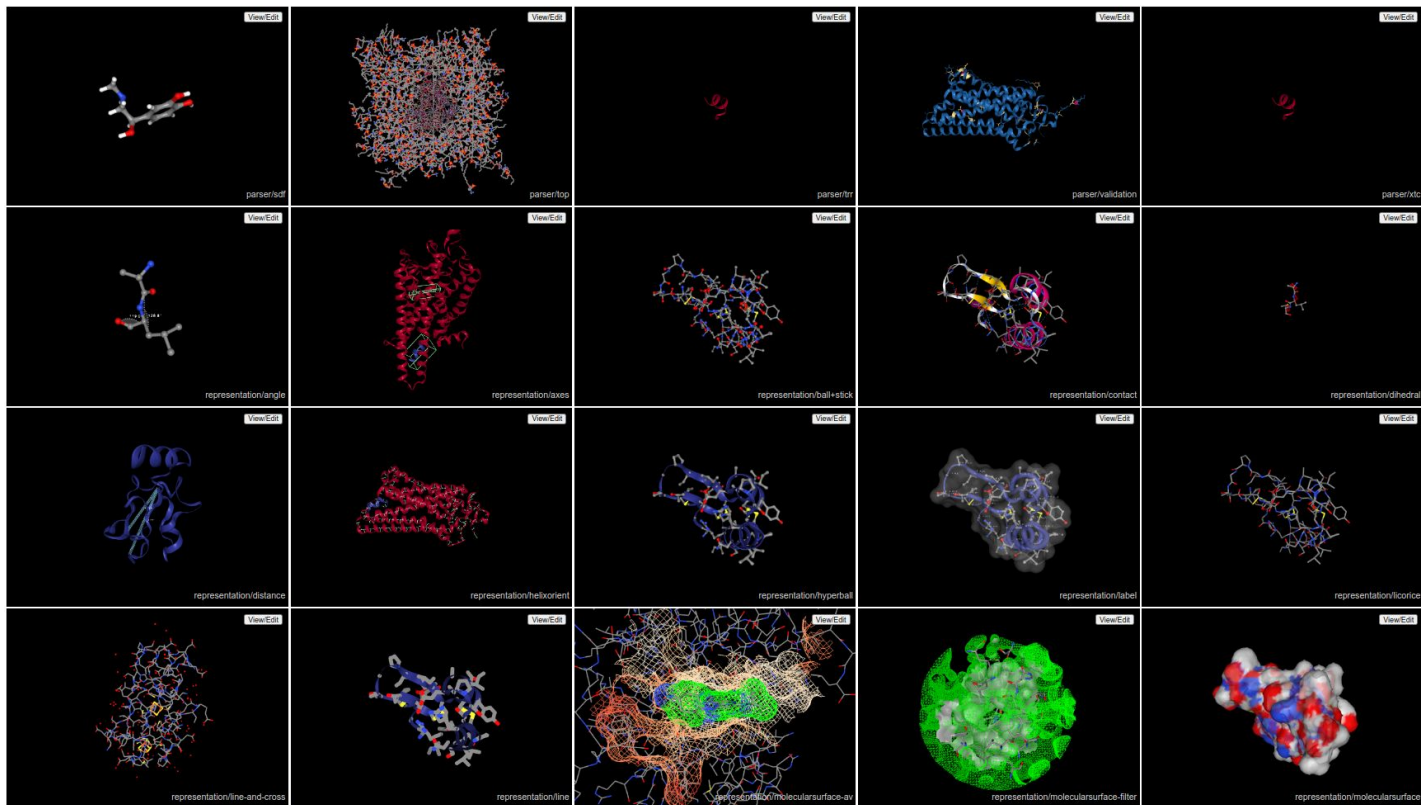 View/Edit
parser/sdf
View/Edit
parser/top
View/Edit
parser/trr
View/Edit
parser/validation
View/Edit
parser/xtc
View/Edit
representation/angle
View/Edit
representation/axes
View/Edit
representation/ball+stick
View/Edit
representation/contact
View/Edit
representation/dihedral
View/Edit
representation/distance
View/Edit
representation/helixorient
View/Edit
representation/hyperball
View/Edit
representation/label
View/Edit
representation/licorice
View/Edit
representation/line-and-cross
View/Edit
representation/line
View/Edit
representation/molecularsurface-av
View/Edit
representation/molecularsurface-filter
View/Edit
representation/molecularsurface